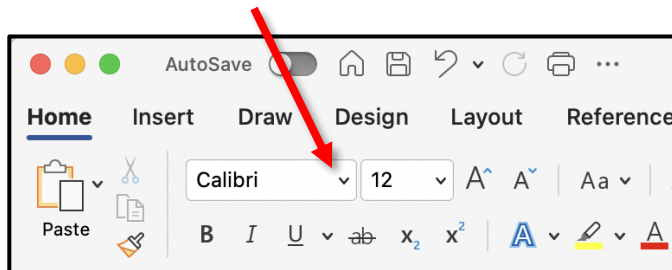 AutoSave
Home Insert Draw Design Layout Reference
Calibri 12 A A Aa
Paste B I U ab x2 x2 A A